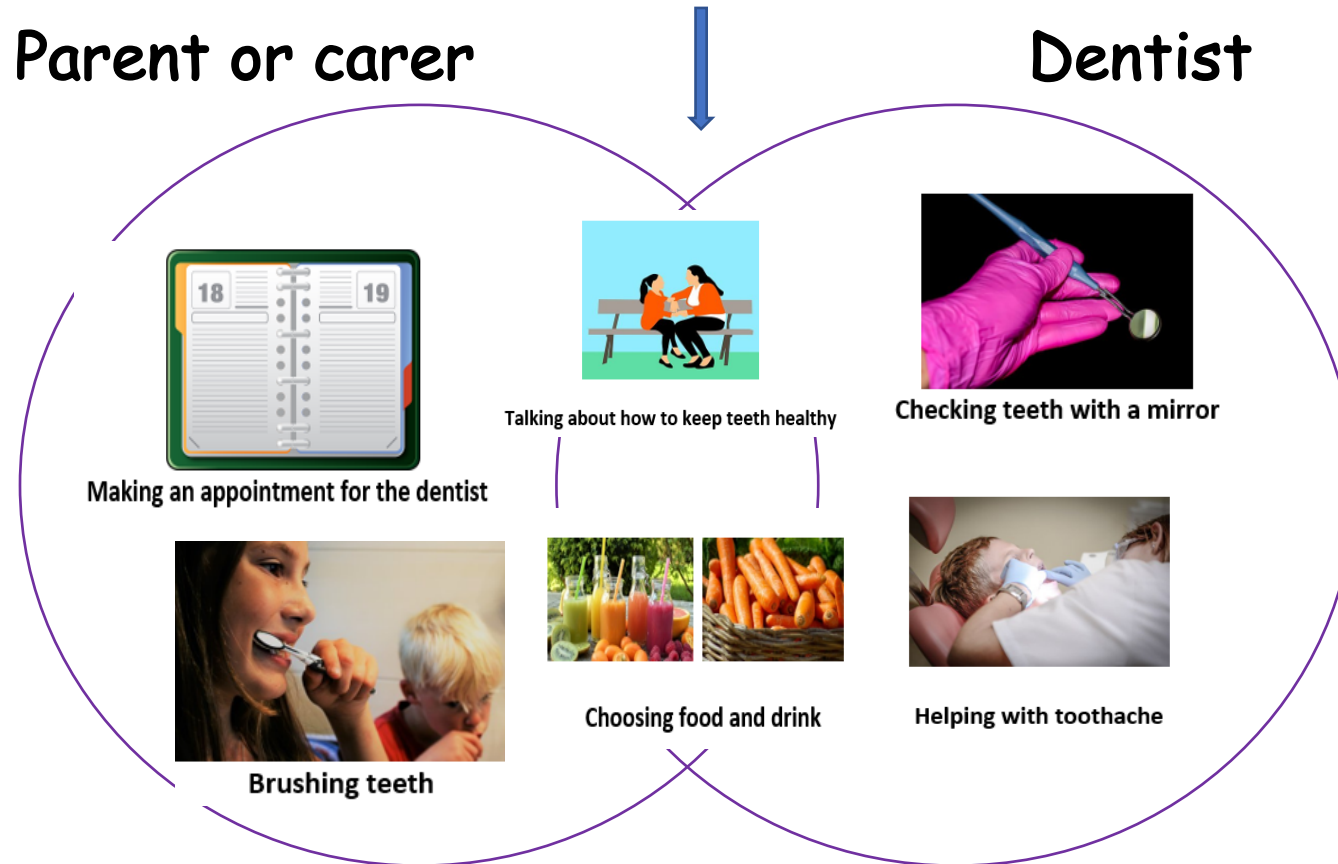 Parent or carer
Dentist
18
19
Talking about how to keep teeth healthy
Checking teeth with a mirror
Making an appointment for the dentist
Choosing food and drink
Helping with toothache
Brushing teeth